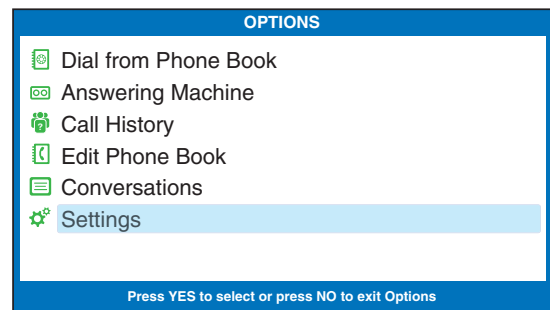 OPTIONS
Dial from Phone Book
Answering Machine
Call History
Edit Phone Book
Conversations
Settings
Press YES to select or press NO to exit Options